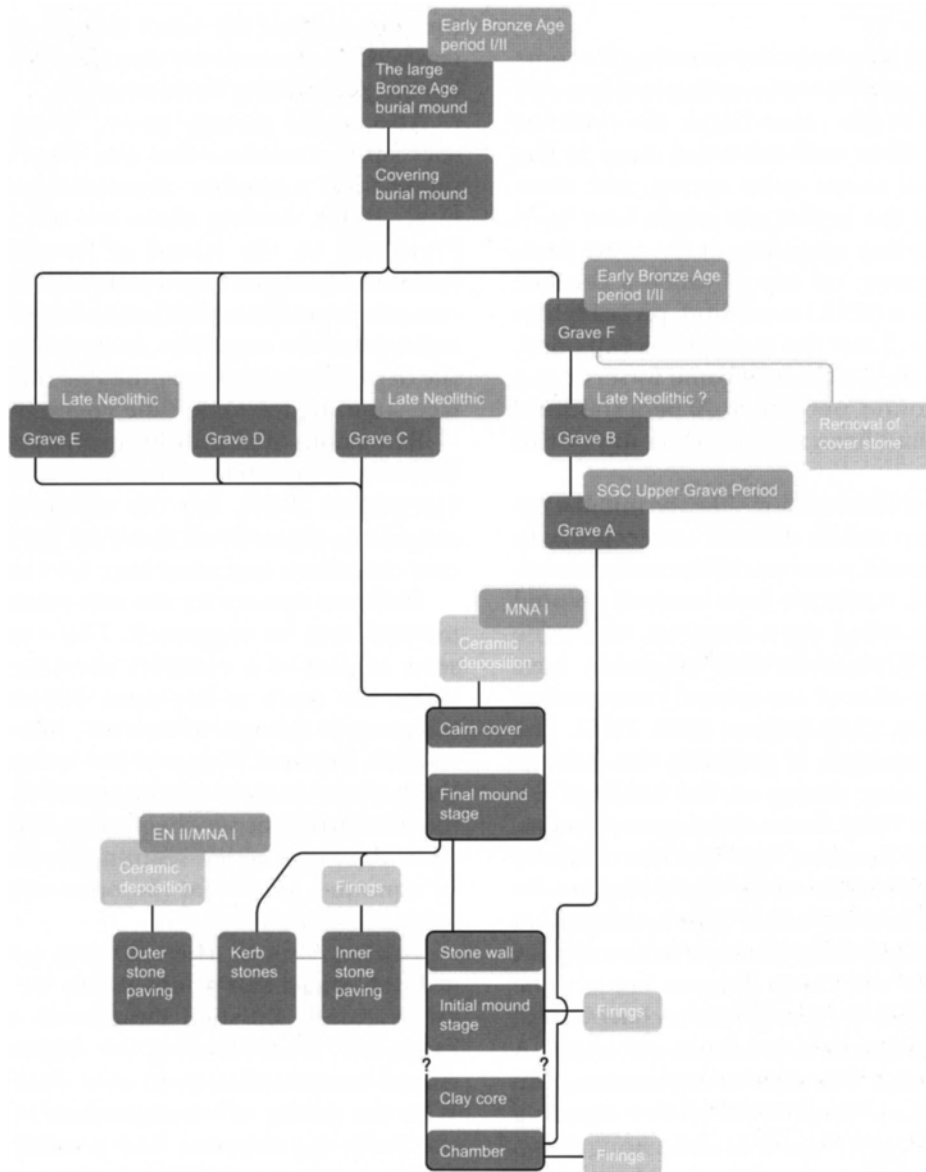 Early Bronze Age
period I/II
The large
Bronze Age
burial mound
Covering
burial mound
Early Bronze Age
period I/II
Grave F
Late Neolithic
Grave E
Grave D
Late Neolithic
Grave C
Late Neolithic ?
Grave B
Removal of
cover stone
SGC Upper Grave Period
Grave A
MNA I
Ceramic
deposition
Cairn cover
Final mound
stage
EN II/MNA I
Ceramic
deposition
Firings
Outer
stone
paving
Kerb
stones
Inner
stone
paving
Stone wall
Initial mound
stage
Firings
?
?
Clay core
Chamber
Firings